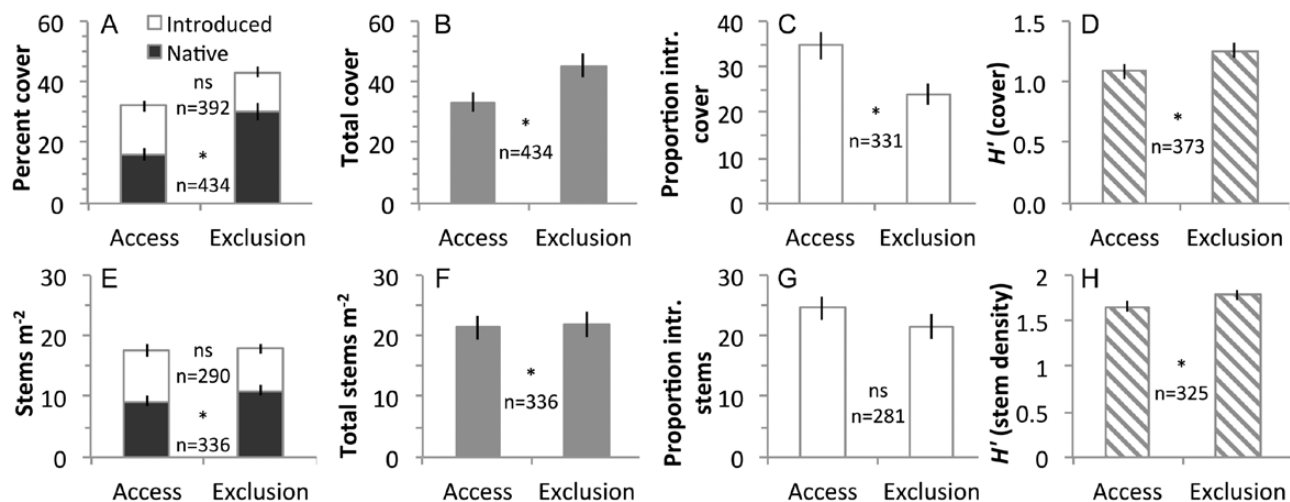 A
Introduced
Native
Percent cover
60
40
20
0
ns
n=392
*
n=434
Access Exclusion
B
Total cover
60
40
20
0
*
n=434
Access Exclusion
C
Proportion intr.
cover
40
30
20
10
0
*
n=331
Access Exclusion
D
H' (cover)
1.5
1.0
0.5
0.0
*
n=373
Access Exclusion
E
Stems m-2
30
20
10
0
ns
n=290
*
n=336
Access Exclusion
F
Total stems m-2
30
20
10
0
*
n=336
Access Exclusion
G
Proportion intr.
stems
30
20
10
0
ns
n=281
Access Exclusion
H
H' (stem density)
2
1.5
1
0.5
0
*
n=325
Access Exclusion